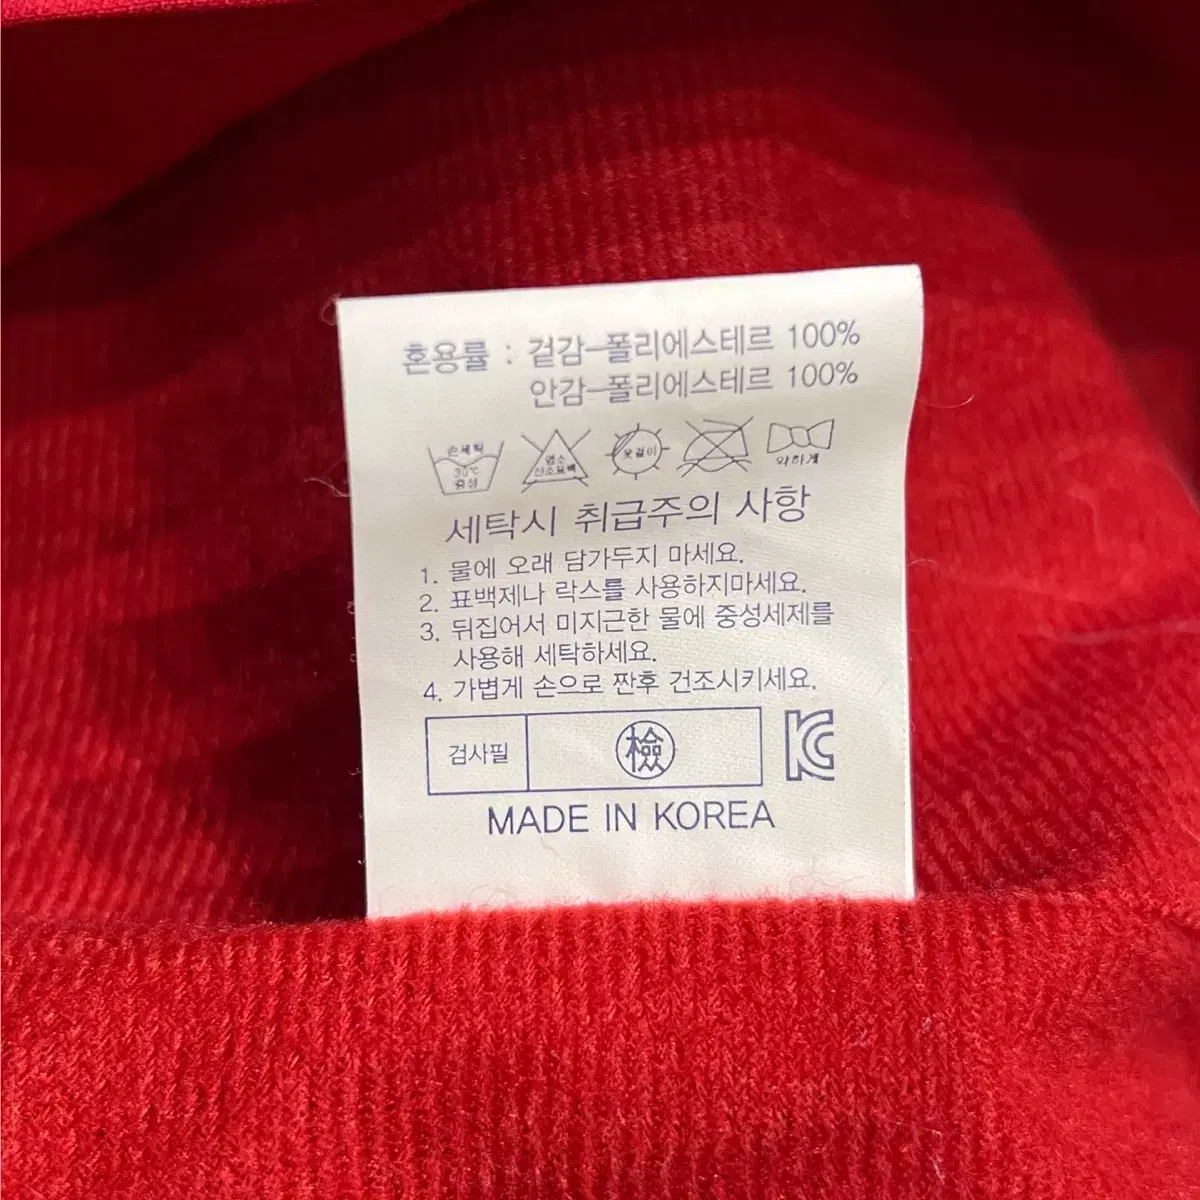 혼용률 : 겉감-폴리에스테르 100%
안감-폴리에스테르 100%
손세탁
30℃
중성
염소
산소표백
옷걸이
약하게
세탁시 취급주의 사항
1. 물에 오래 담가두지 마세요.
2. 표백제나 락스를 사용하지마세요.
3. 뒤집어서 미지근한 물에 중성세제를
사용해 세탁하세요.
4. 가볍게 손으로 짠후 건조시키세요.
검사필 檢 KC
MADE IN KOREA